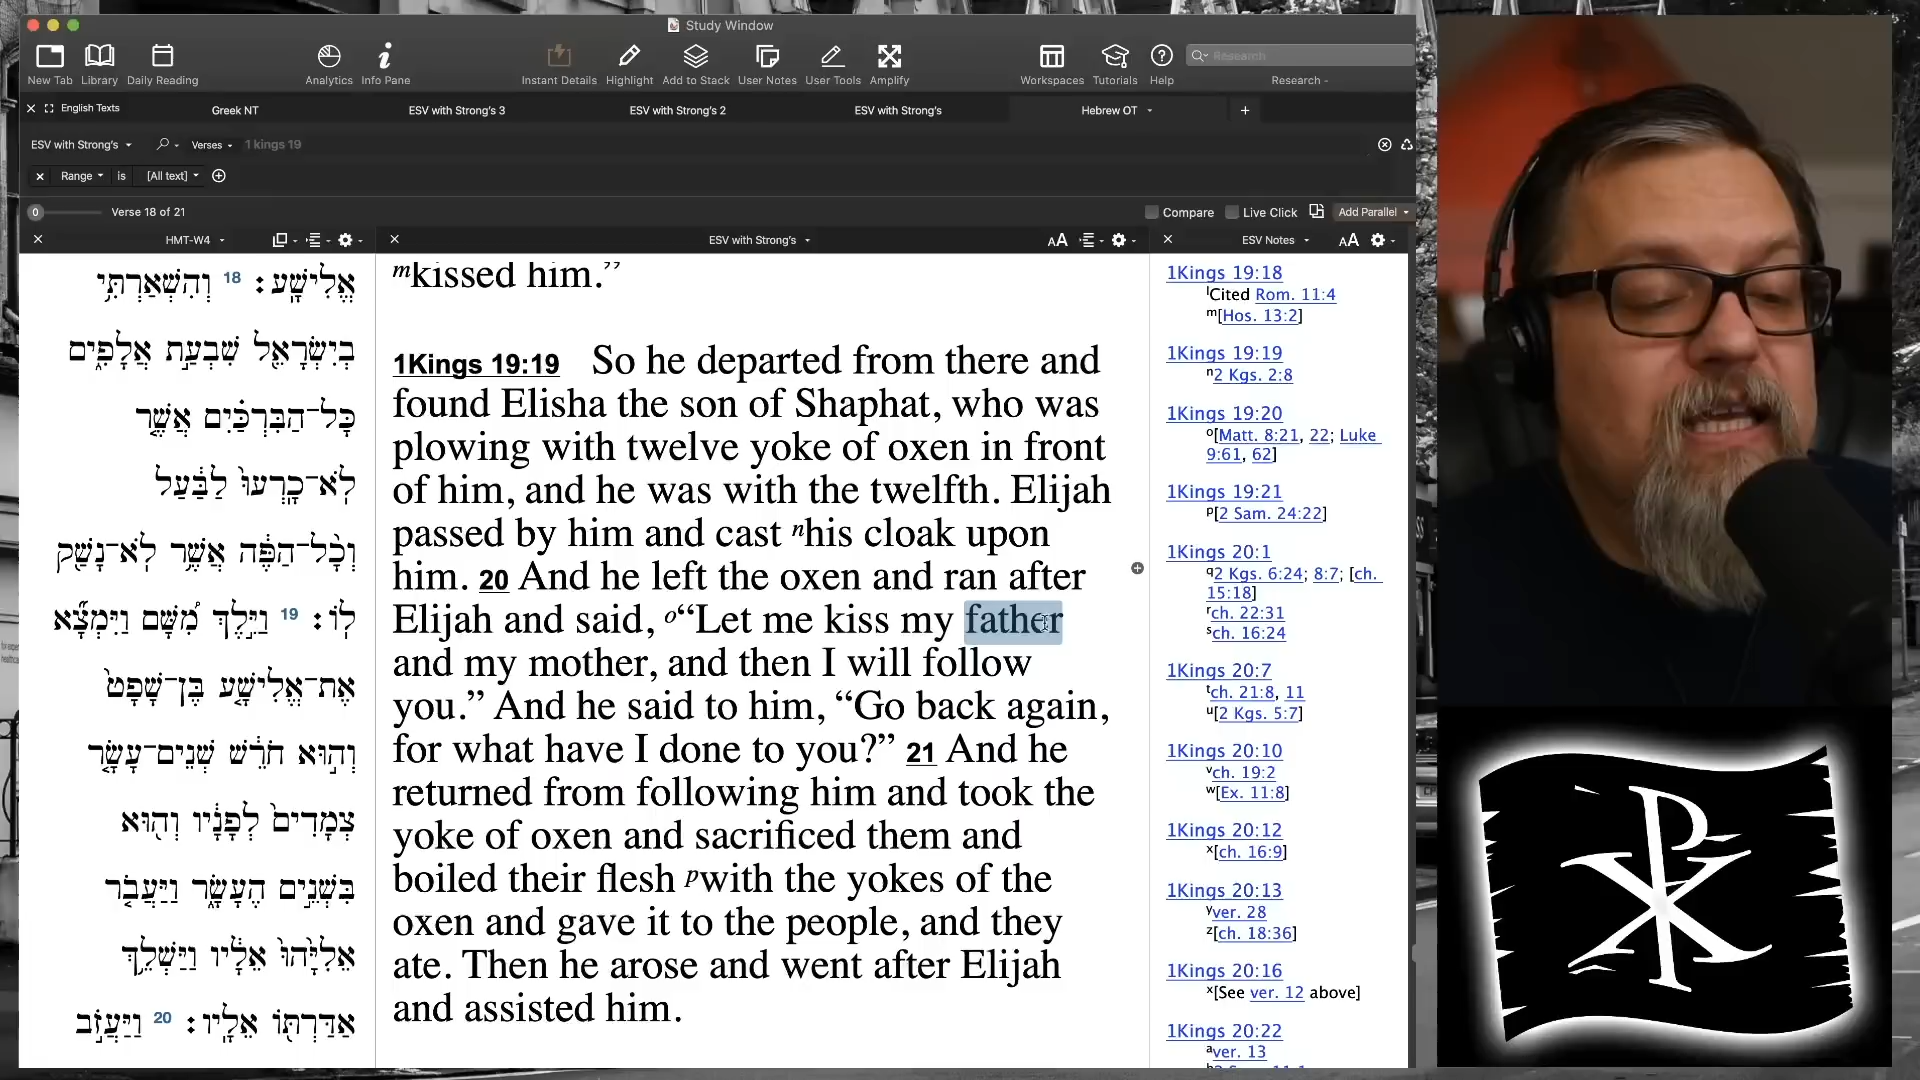 Study Window
New Tab Library Daily Reading Analytics Info Pane Instant Details Highlight Add to Stack User Notes User Tools Amplify Workspaces Tutorials Help Research
Research
English Texts Greek NT ESV with Strong's 3 ESV with Strong's 2 ESV with Strong's Hebrew OT
ESV with Strong's Verses 1 kings 19
Range is [All text]
0 Verse 18 of 21 Compare Live Click Add Parallel
HMT-W4 ESV with Strong's AA ESV Notes AA
אֱלִישָׁע׃ 18 וְהִשְׁאַרְתִּי
בְיִשְׂרָאֵל שִׁבְעַת אֲלָפִים
כָּל־הַבִּרְכַּיִם אֲשֶׁר
לֹא־כָרְעוּ לַבַּעַל
וְכָל־הַפֶּה אֲשֶׁר לֹא־נָשַׁק
לוֹ׃ 19 וַיֵּלֶךְ מִשָּׁם וַיִּמְצָא
אֶת־אֱלִישָׁע בֶּן־שָׁפָט
וְהוּא חֹרֵשׁ שְׁנֵים־עָשָׂר
צְמָדִים לְפָנָיו וְהוּא
בִּשְׁנֵים הֶעָשָׂר וַיַּעֲבֹר
אֵלִיָּהוּ אֵלָיו וַיַּשְׁלֵךְ
אַדַּרְתּוֹ אֵלָיו׃ 20 וַיַּעֲזֹב
mkissed him.”
1Kings 19:19 So he departed from there and
found Elisha the son of Shaphat, who was
plowing with twelve yoke of oxen in front
of him, and he was with the twelfth. Elijah
passed by him and cast nhis cloak upon
him. 20 And he left the oxen and ran after
Elijah and said, o“Let me kiss my father
and my mother, and then I will follow
you.” And he said to him, “Go back again,
for what have I done to you?” 21 And he
returned from following him and took the
yoke of oxen and sacrificed them and
boiled their flesh pwith the yokes of the
oxen and gave it to the people, and they
ate. Then he arose and went after Elijah
and assisted him.
1Kings 19:18
lCited Rom. 11:4
m[Hos. 13:2]
1Kings 19:19
n2 Kgs. 2:8
1Kings 19:20
o[Matt. 8:21, 22; Luke
9:61, 62]
1Kings 19:21
p[2 Sam. 24:22]
1Kings 20:1
q2 Kgs. 6:24; 8:7; [ch.
15:18]
rch. 22:31
sch. 16:24
1Kings 20:7
tch. 21:8, 11
u[2 Kgs. 5:7]
1Kings 20:10
vch. 19:2
w[Ex. 11:8]
1Kings 20:12
x[ch. 16:9]
1Kings 20:13
yver. 28
z[ch. 18:36]
1Kings 20:16
x[See ver. 12 above]
1Kings 20:22
aver. 13